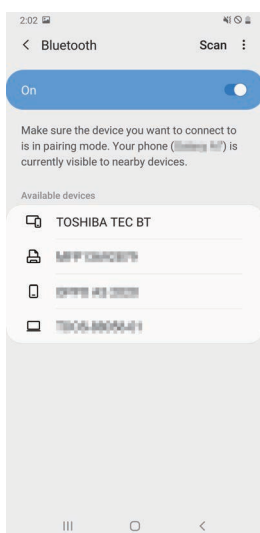 2:02
Bluetooth
Scan
On
Make sure the device you want to connect to
is in pairing mode. Your phone (              ) is
currently visible to nearby devices.
Available devices
TOSHIBA TEC BT